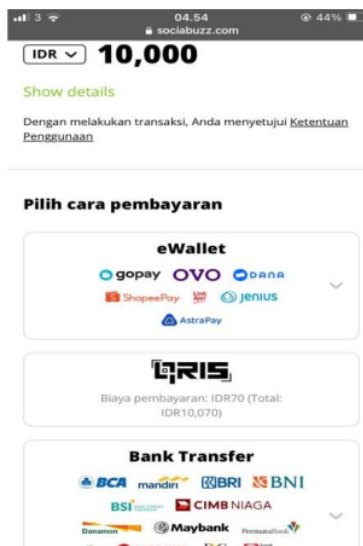 3 04.54 44%
sociabuzz.com
IDR 10,000
Show details
Dengan melakukan transaksi, Anda menyetujui Ketentuan
Penggunaan
Pilih cara pembayaran
eWallet
gopay OVO DANA
ShopeePay LinkAja! jenius
AstraPay
QRIS
Biaya pembayaran: IDR70 (Total:
IDR10,070)
Bank Transfer
BCA mandiri BRI BNI
BSI CIMB NIAGA
Danamon Maybank PermataBank